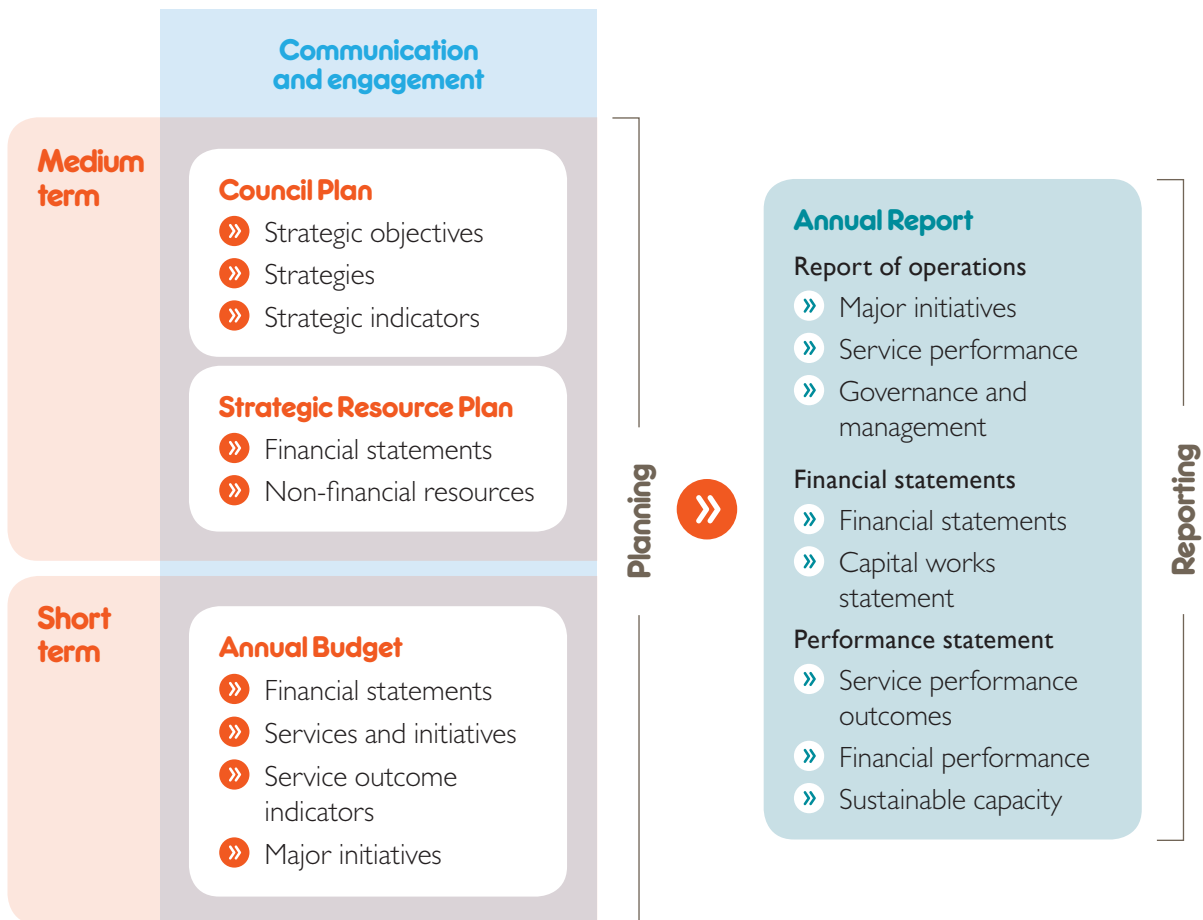 Communication
and engagement
Medium
term
Council Plan
Strategic objectives
Strategies
Strategic indicators
Strategic Resource Plan
Financial statements
Non-financial resources
Short
term
Annual Budget
Financial statements
Services and initiatives
Service outcome
indicators
Major initiatives
Planning
Annual Report
Report of operations
Major initiatives
Service performance
Governance and
management
Financial statements
Financial statements
Capital works
statement
Performance statement
Service performance
outcomes
Financial performance
Sustainable capacity
Reporting